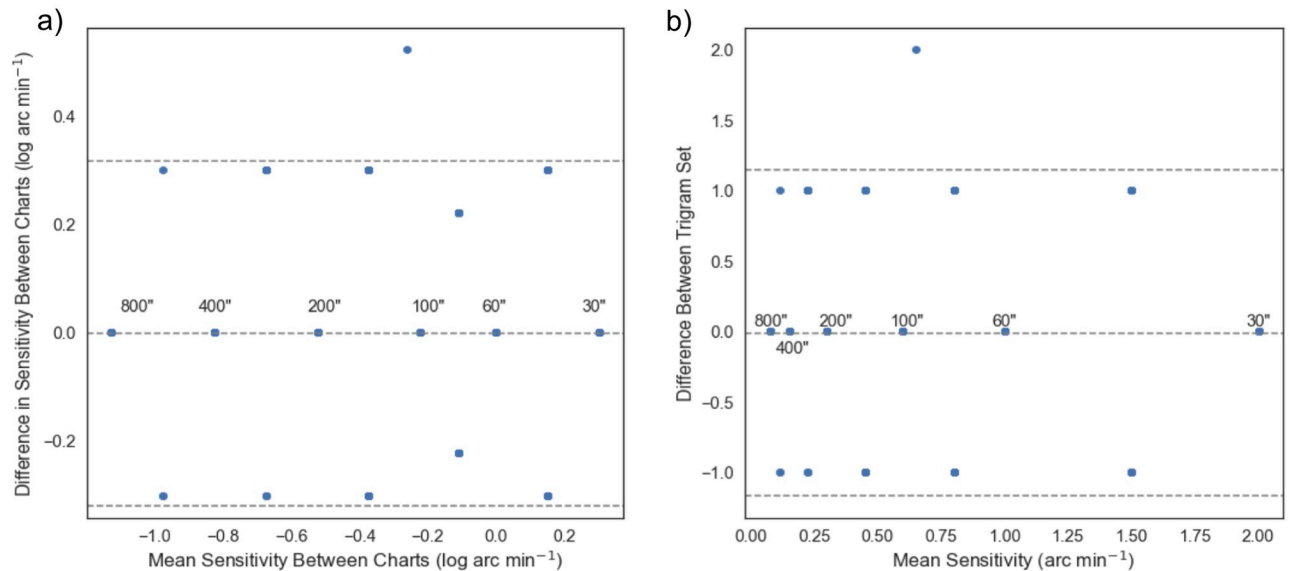 a)
Difference in Sensitivity Between Charts (log arc min⁻¹)
0.4
0.2
0.0
−0.2
800" 400" 200" 100" 60" 30"
−1.0 −0.8 −0.6 −0.4 −0.2 0.0 0.2
Mean Sensitivity Between Charts (log arc min⁻¹)
b)
Difference Between Trigram Set
2.0
1.5
1.0
0.5
0.0
−0.5
−1.0
800" 200" 100" 60" 30"
400"
0.00 0.25 0.50 0.75 1.00 1.25 1.50 1.75 2.00
Mean Sensitivity (arc min⁻¹)